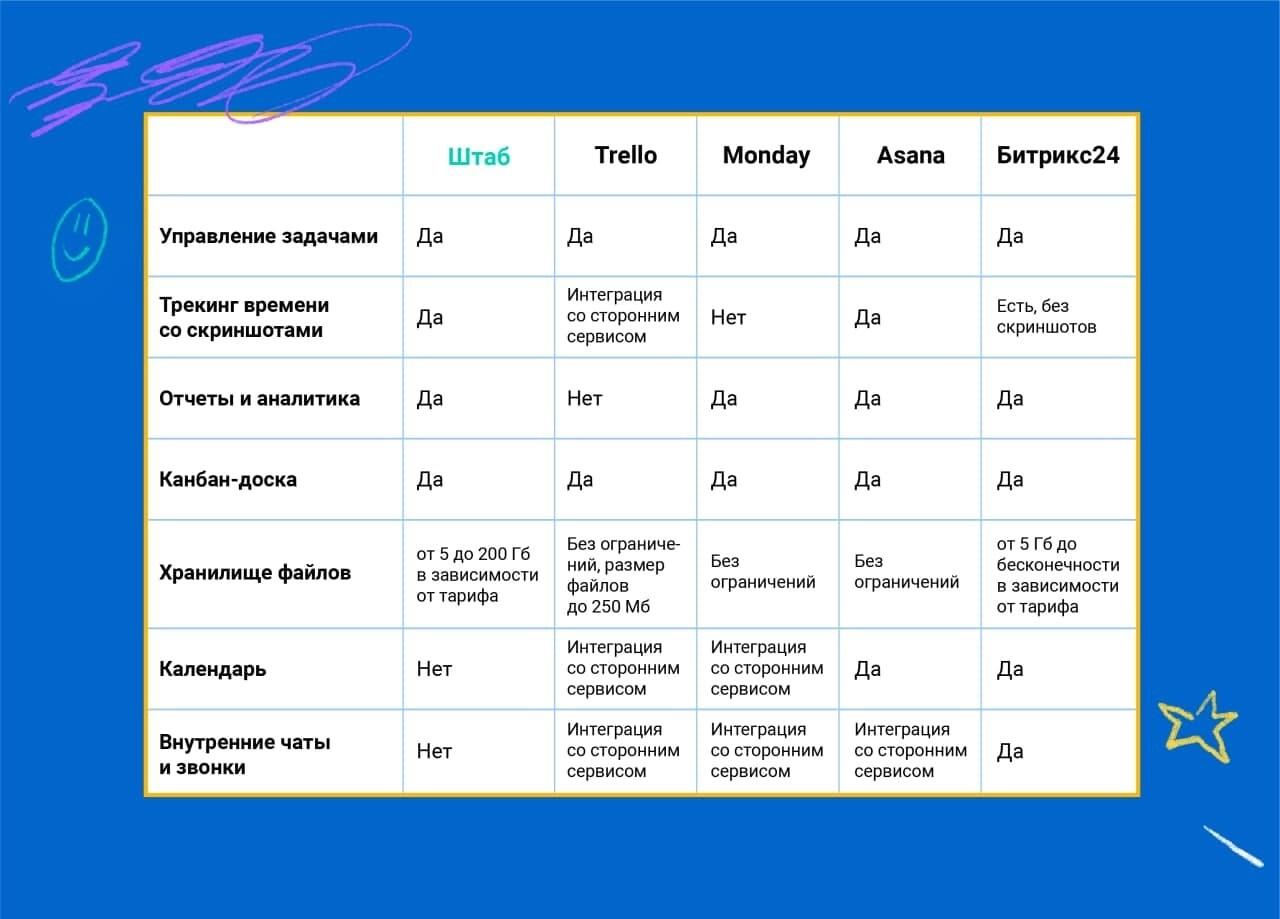 Штаб Trello Monday Asana Битрикс24
Управление задачами Да Да Да Да Да
Трекинг времени
со скриншотами
Да
Интеграция
со сторонним
сервисом
Нет
Да
Есть, без
скриншотов
Отчеты и аналитика Да Нет Да Да Да
Канбан-доска Да Да Да Да Да
Хранилище файлов
от 5 до 200 Гб
в зависимости
от тарифа
Без ограниче-
ний, размер
файлов
до 250 Мб
Без
ограничений
Без
ограничений
от 5 Гб до
бесконечности
в зависимости
от тарифа
Календарь
Нет
Интеграция
со сторонним
сервисом
Интеграция
со сторонним
сервисом
Да
Да
Внутренние чаты
и звонки
Нет
Интеграция
со сторонним
сервисом
Интеграция
со сторонним
сервисом
Интеграция
со сторонним
сервисом
Да